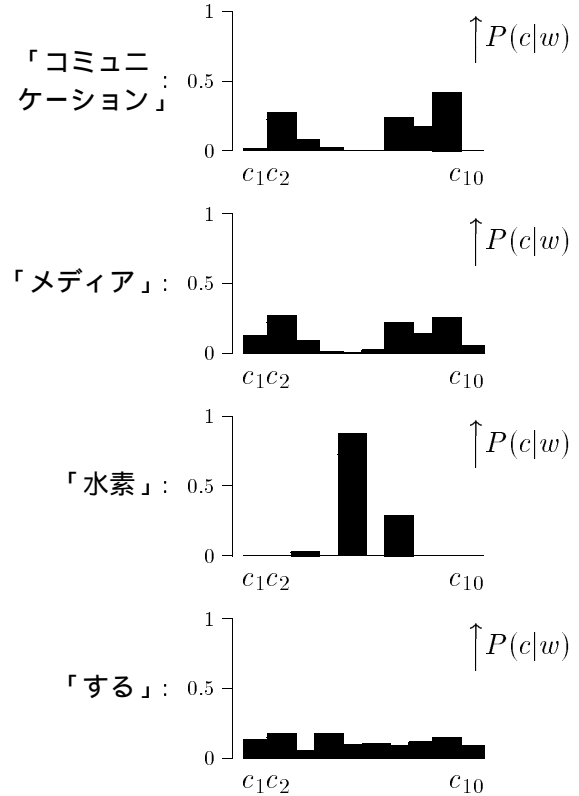 1
↑P(c|w)
「コミュニ
ケーション」:
0.5
0
c₁c₂ c₁₀
1
↑P(c|w)
「メディア」: 0.5
0
c₁c₂ c₁₀
1
↑P(c|w)
「水素」: 0.5
0
c₁c₂ c₁₀
1
↑P(c|w)
「する」: 0.5
0
c₁c₂ c₁₀